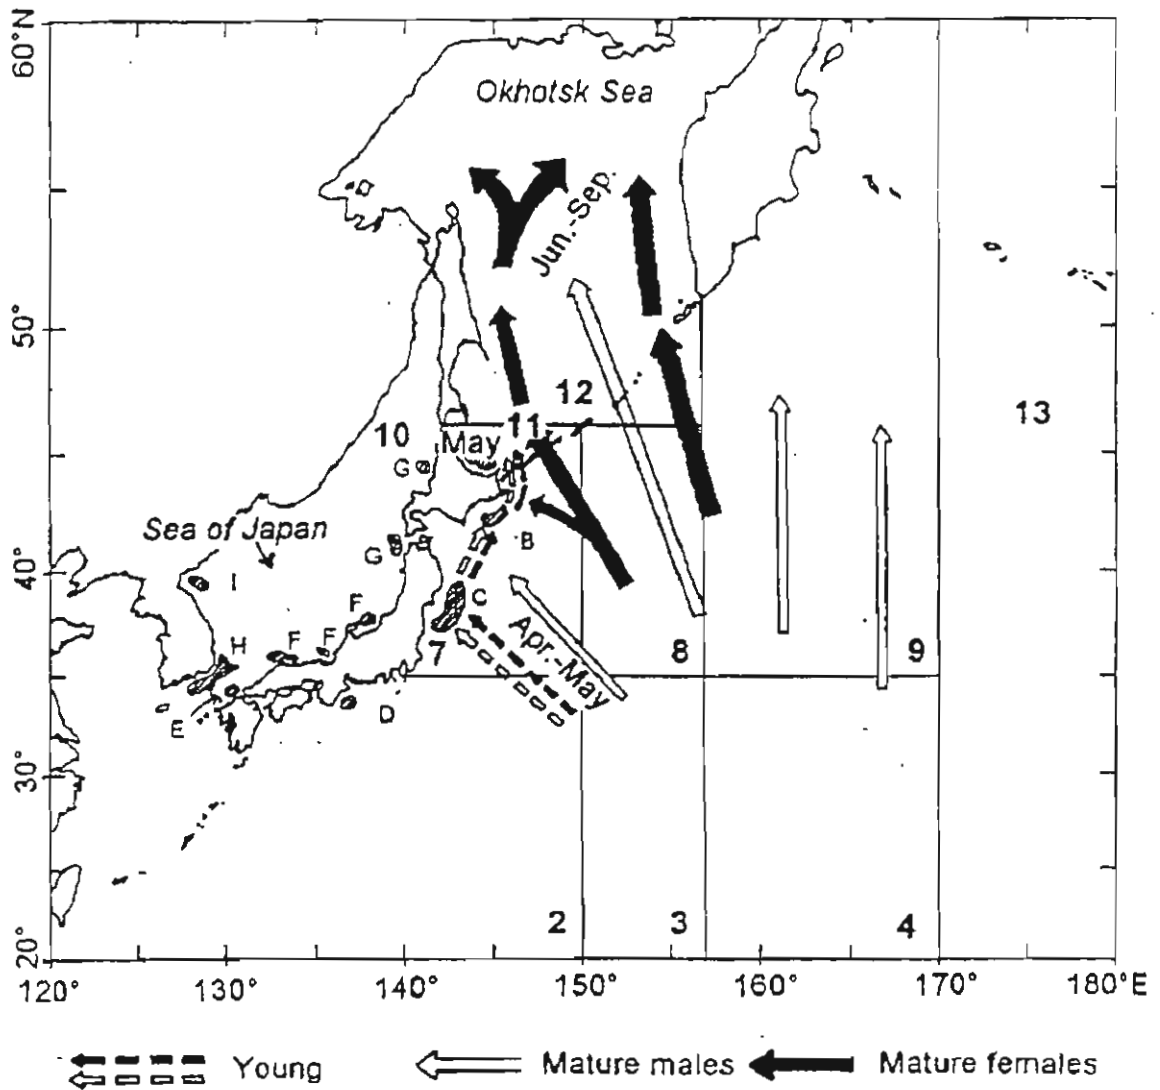 60°N
Okhotsk Sea
Jun.-Sep.
50°
12
13
11
10
May
G
Sea of Japan
B
G
40°
I
C
F
Apr.-May
F
F
H
7
8
9
D
E
30°
2
3
4
20°
120°
130°
140°
150°
160°
170°
180°E
Young
Mature males
Mature females